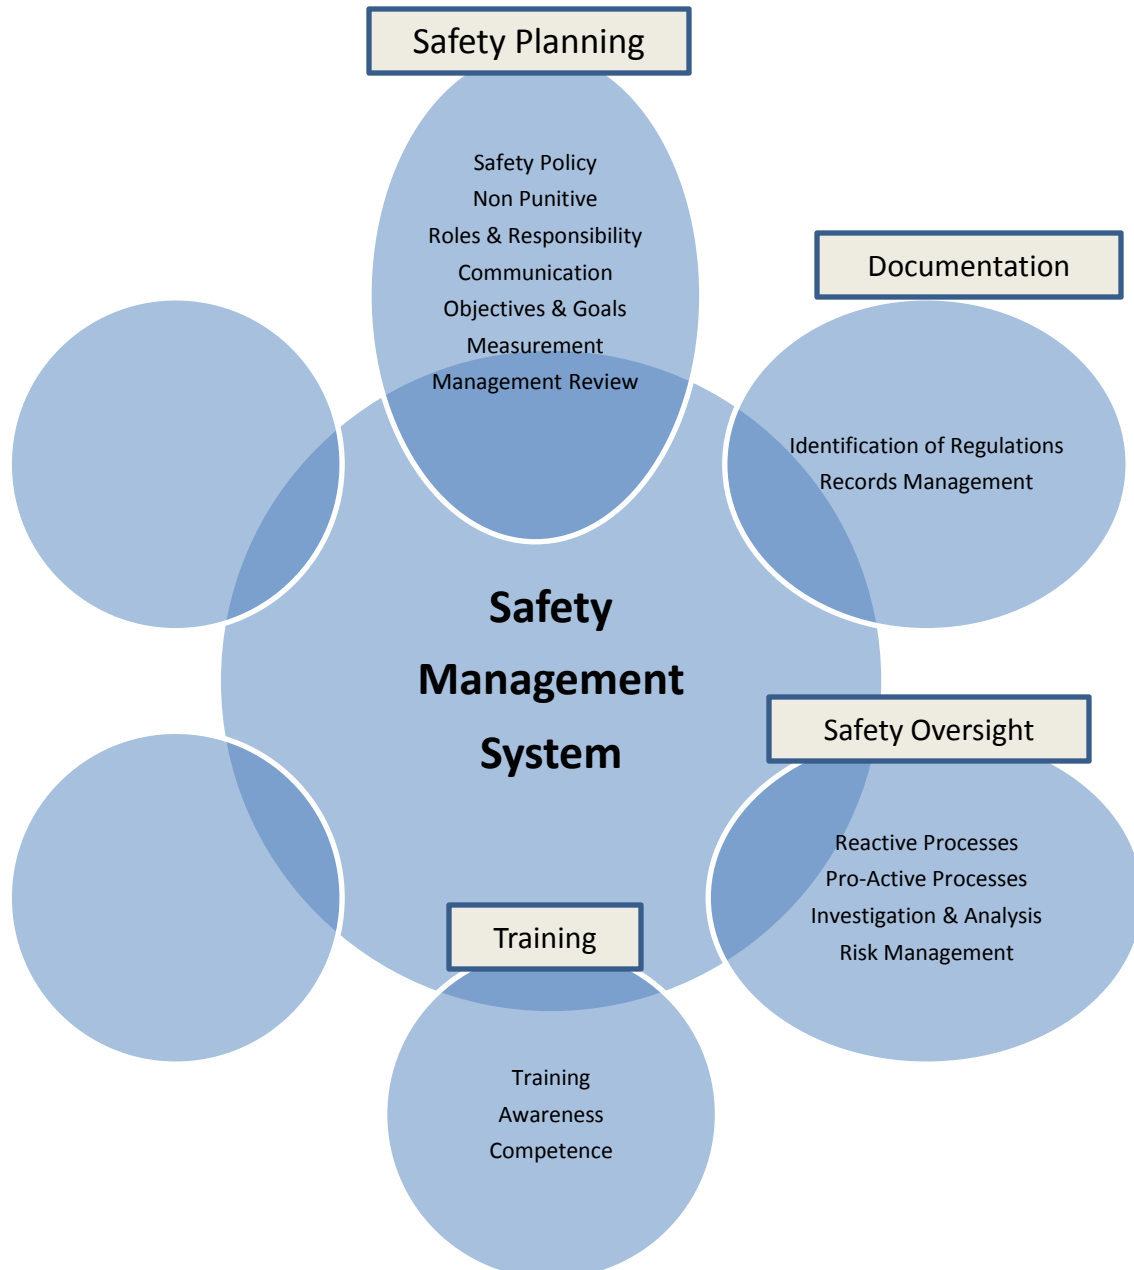 Safety Planning
Safety Policy
Non Punitive
Roles & Responsibility
Communication
Objectives & Goals
Measurement
Management Review
Documentation
Identification of Regulations
Records Management
Safety
Management
System
Safety Oversight
Reactive Processes
Pro-Active Processes
Investigation & Analysis
Risk Management
Training
Training
Awareness
Competence